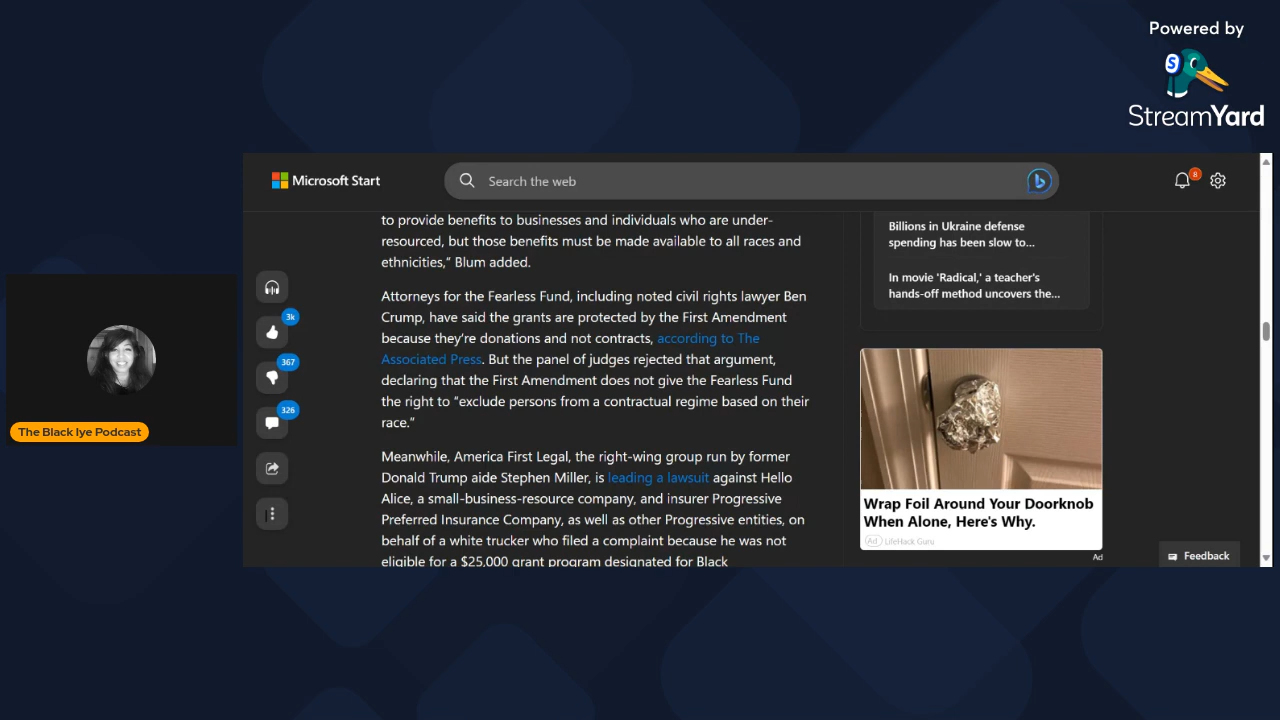 Powered by
S
StreamYard
Microsoft Start
Search the web
8
to provide benefits to businesses and individuals who are under-
resourced, but those benefits must be made available to all races and
ethnicities,” Blum added.
Attorneys for the Fearless Fund, including noted civil rights lawyer Ben
Crump, have said the grants are protected by the First Amendment
because they’re donations and not contracts, according to The
Associated Press. But the panel of judges rejected that argument,
declaring that the First Amendment does not give the Fearless Fund
the right to “exclude persons from a contractual regime based on their
race.”
Meanwhile, America First Legal, the right-wing group run by former
Donald Trump aide Stephen Miller, is leading a lawsuit against Hello
Alice, a small-business-resource company, and insurer Progressive
Preferred Insurance Company, as well as other Progressive entities, on
behalf of a white trucker who filed a complaint because he was not
eligible for a $25,000 grant program designated for Black
3k
367
326
Billions in Ukraine defense
spending has been slow to...
In movie 'Radical,' a teacher's
hands-off method uncovers the...
Wrap Foil Around Your Doorknob
When Alone, Here's Why.
Ad LifeHack Guru
Ad
Feedback
The Black Iye Podcast